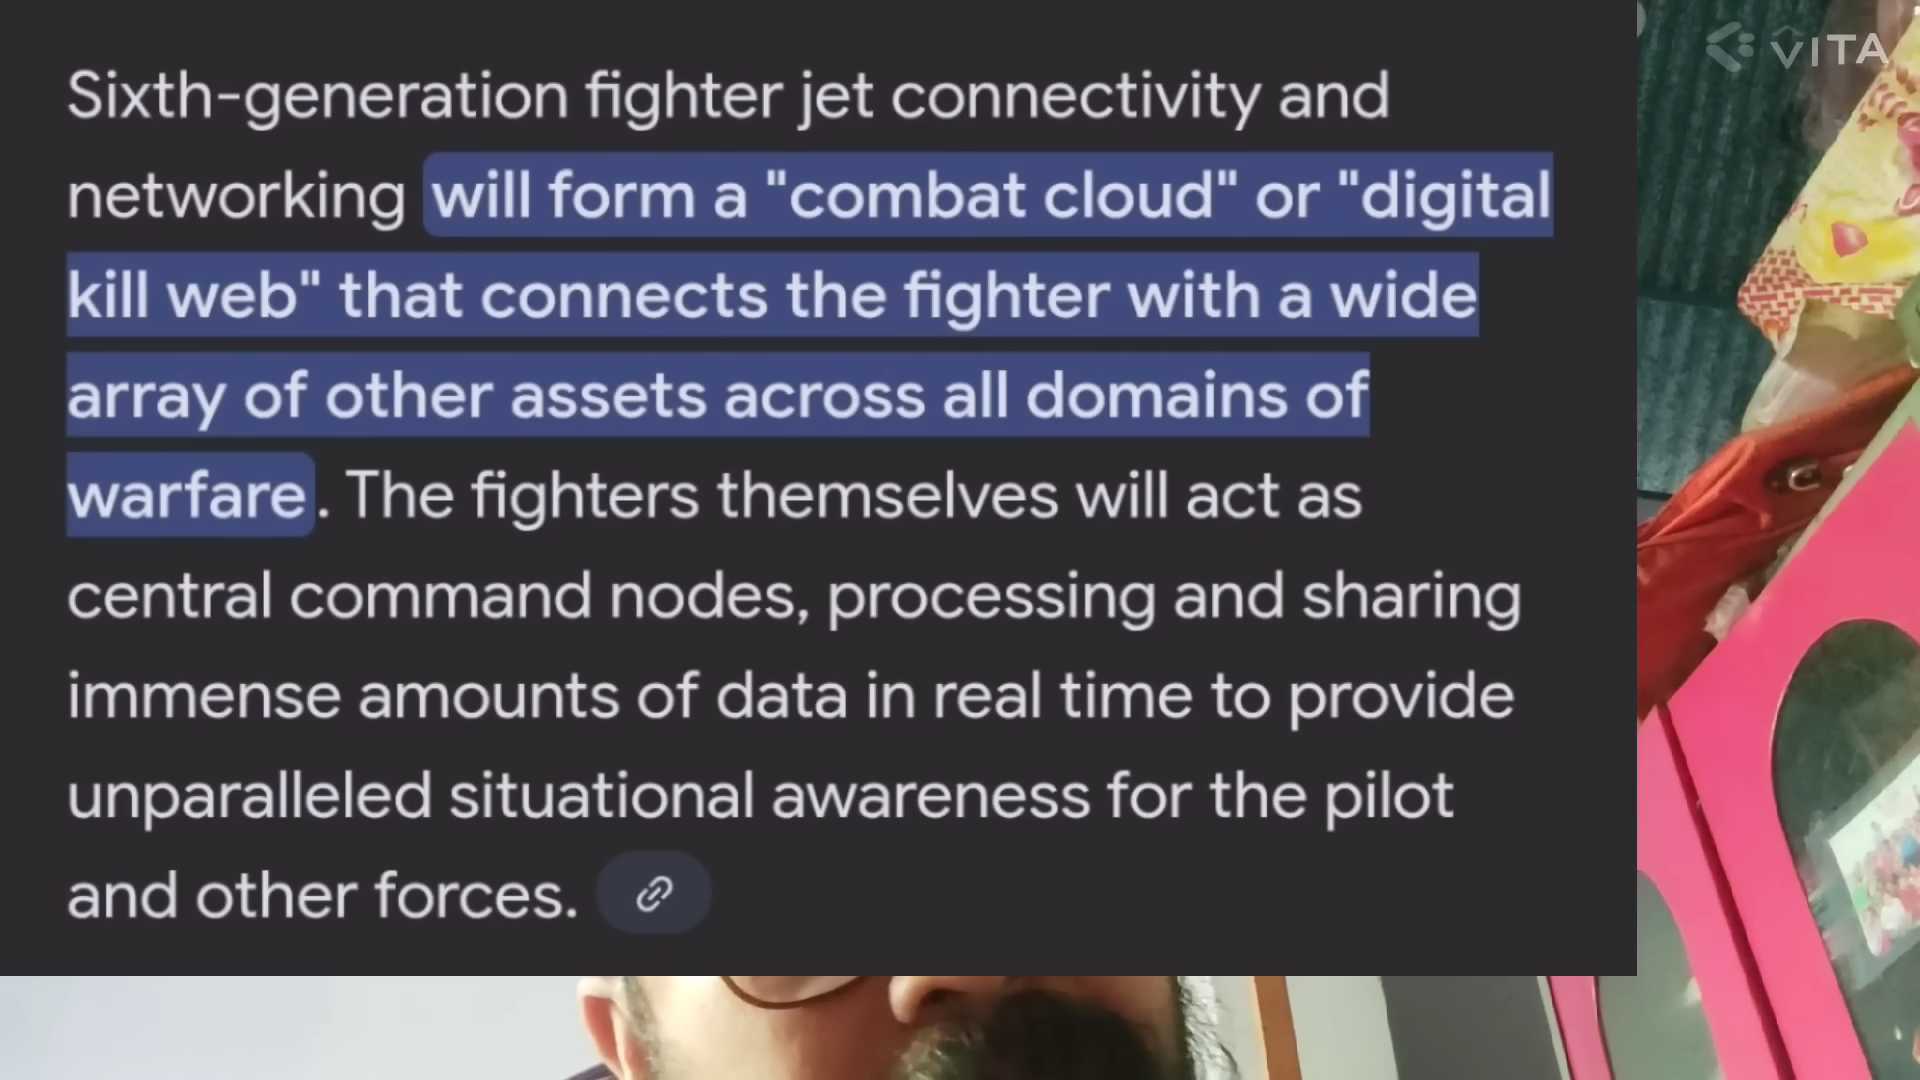 Sixth-generation fighter jet connectivity and
networking will form a "combat cloud" or "digital
kill web" that connects the fighter with a wide
array of other assets across all domains of
warfare. The fighters themselves will act as
central command nodes, processing and sharing
immense amounts of data in real time to provide
unparalleled situational awareness for the pilot
and other forces.
VITA